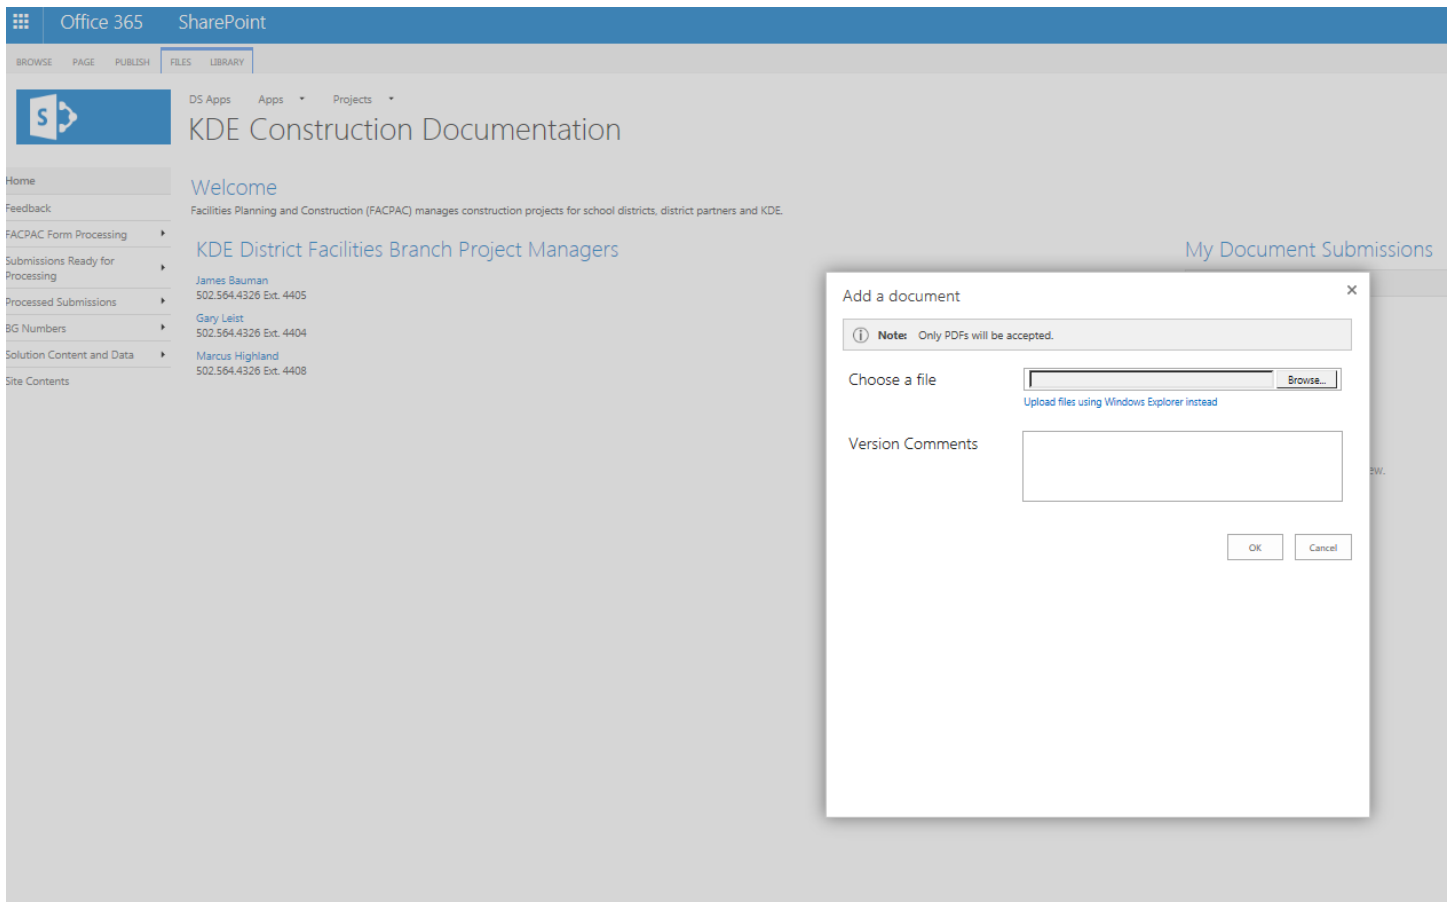 Office 365 SharePoint
BROWSE PAGE PUBLISH FILES LIBRARY
S
DS Apps Apps Projects
KDE Construction Documentation
Home
Feedback
FACPAC Form Processing
Submissions Ready for
Processing
Processed Submissions
BG Numbers
Solution Content and Data
Site Contents
Welcome
Facilities Planning and Construction (FACPAC) manages construction projects for school districts, district partners and KDE.
KDE District Facilities Branch Project Managers
James Bauman
502.564.4326 Ext. 4405
Gary Leist
502.564.4326 Ext. 4404
Marcus Highland
502.564.4326 Ext. 4408
My Document Submissions
Add a document
Note: Only PDFs will be accepted.
Choose a file
Browse...
Upload files using Windows Explorer instead
Version Comments
OK Cancel